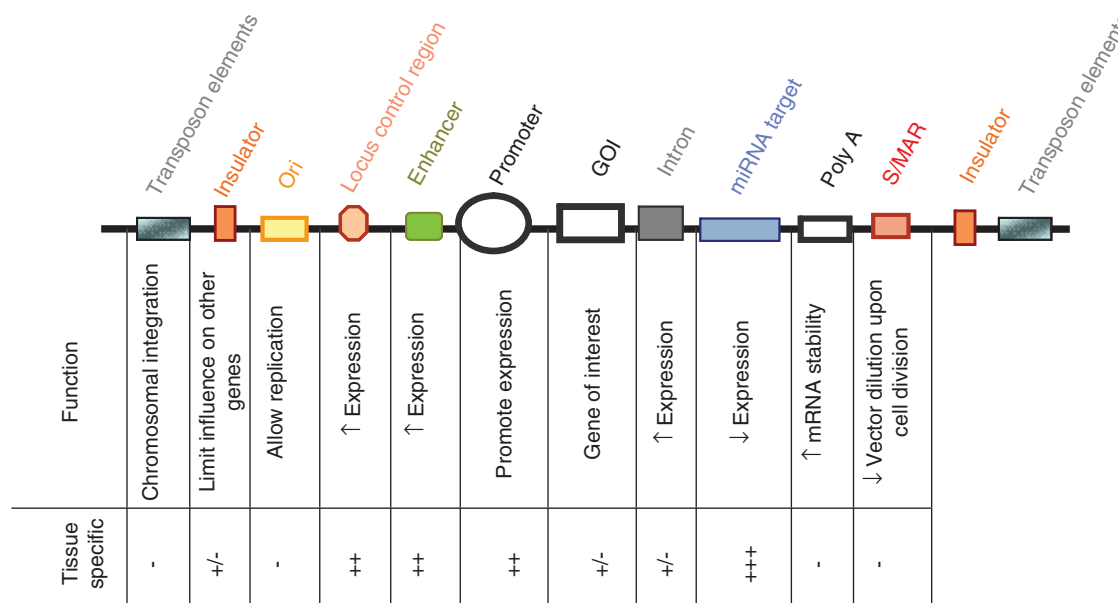 Transposon elements
Insulator
Ori
Locus control region
Enhancer
Promoter
GOI
Intron
miRNA target
Poly A
S/MAR
Insulator
Transposon elements
Function
Chromosomal integration
Limit influence on other
genes
Allow replication
↑ Expression
↑ Expression
Promote expression
Gene of interest
↑ Expression
↓ Expression
↑ mRNA stability
↓ Vector dilution upon
cell division
Tissue
specific
-
+/-
-
++
++
++
+/-
+/-
+++
-
-